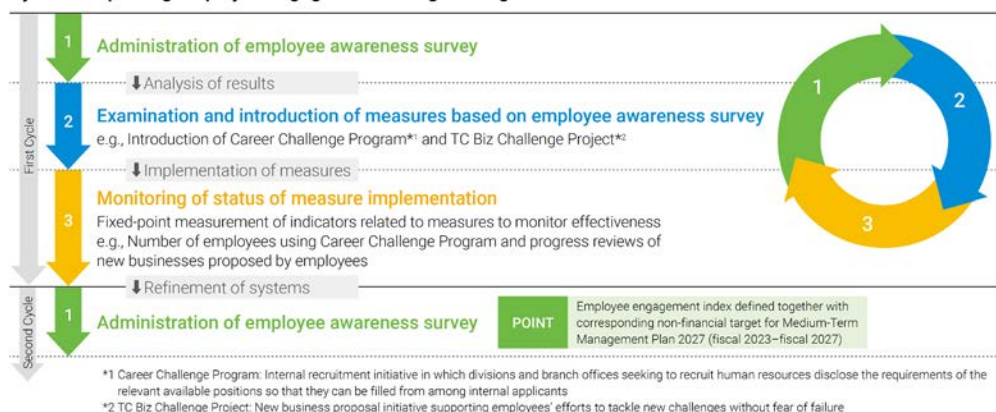 1
Administration of employee awareness survey
⬇Analysis of results
First Cycle
2
Examination and introduction of measures based on employee awareness survey
e.g., Introduction of Career Challenge Program*1 and TC Biz Challenge Project*2
⬇Implementation of measures
3
Monitoring of status of measure implementation
Fixed-point measurement of indicators related to measures to monitor effectiveness
e.g., Number of employees using Career Challenge Program and progress reviews of
new businesses proposed by employees
⬇Refinement of systems
Second Cycle
1
Administration of employee awareness survey
POINT
Employee engagement index defined together with
corresponding non-financial target for Medium-Term
Management Plan 2027 (fiscal 2023–fiscal 2027)
1
2
3
*1 Career Challenge Program: Internal recruitment initiative in which divisions and branch offices seeking to recruit human resources disclose the requirements of the
relevant available positions so that they can be filled from among internal applicants
*2 TC Biz Challenge Project: New business proposal initiative supporting employees' efforts to tackle new challenges without fear of failure